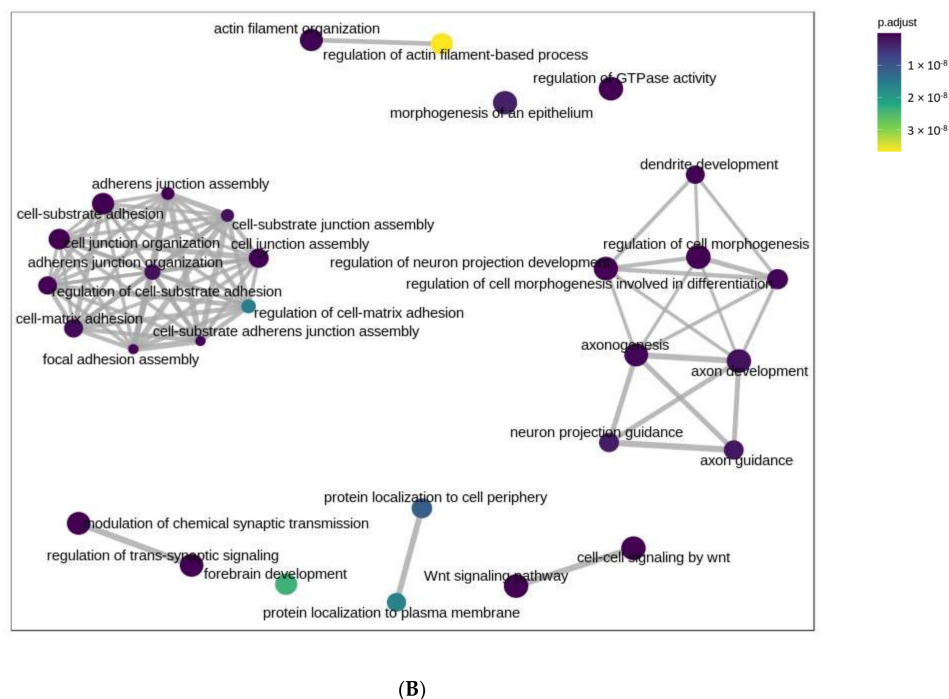 actin filament organization
regulation of actin filament-based process
p.adjust
1 × 10-8
2 × 10-8
3 × 10-8
regulation of GTPase activity
morphogenesis of an epithelium
adherens junction assembly
cell-substrate adhesion
cell-substrate junction assembly
cell junction organization
cell junction assembly
adherens junction organization
regulation of cell-substrate adhesion
regulation of cell-matrix adhesion
cell-matrix adhesion
cell-substrate adherens junction assembly
focal adhesion assembly
dendrite development
regulation of cell morphogenesis
regulation of neuron projection development
regulation of cell morphogenesis involved in differentiation
axonogenesis
axon development
neuron projection guidance
axon guidance
protein localization to cell periphery
modulation of chemical synaptic transmission
regulation of trans-synaptic signaling
forebrain development
cell-cell signaling by wnt
Wnt signaling pathway
protein localization to plasma membrane
(B)